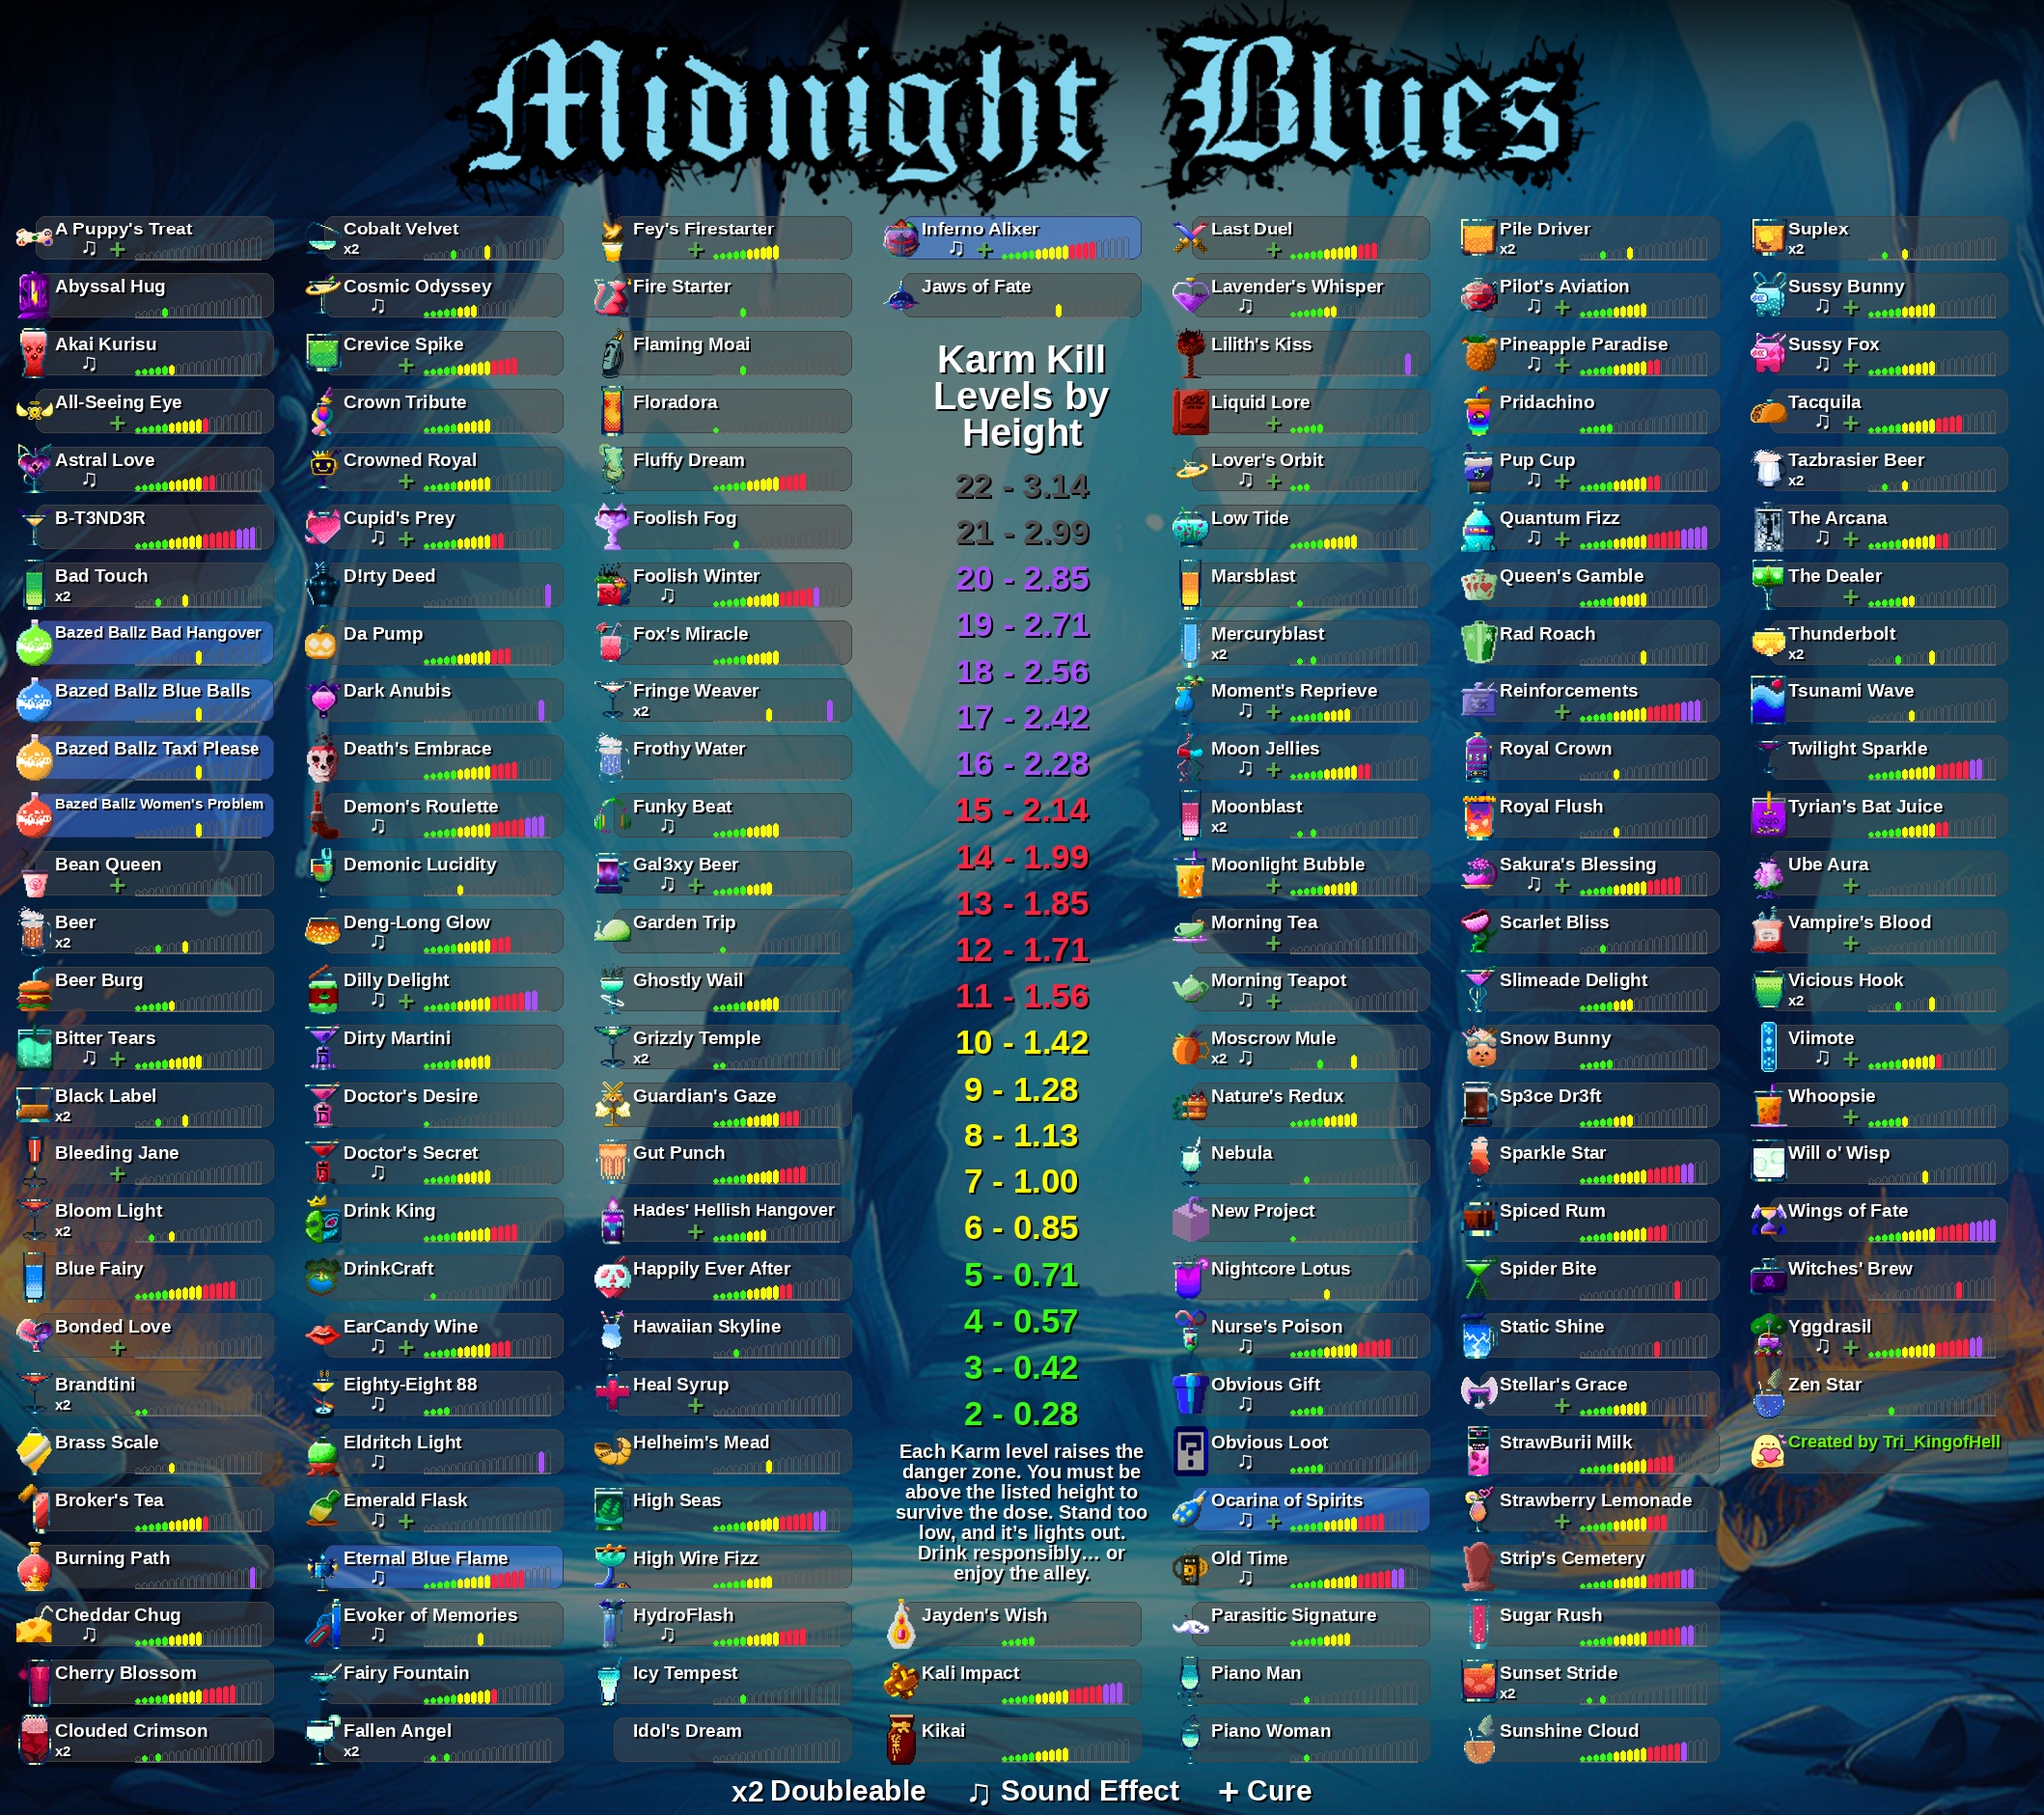 Midnight Blues
A Puppy's Treat
♫ +
Abyssal Hug
Akai Kurisu
♫
All-Seeing Eye
+
Astral Love
♫
B-T3ND3R
Bad Touch
x2
Bazed Ballz Bad Hangover
Bazed Ballz Blue Balls
Bazed Ballz Taxi Please
Bazed Ballz Women's Problem
Bean Queen
+
Beer
x2
Beer Burg
Bitter Tears
♫ +
Black Label
x2
Bleeding Jane
+
Bloom Light
x2
Blue Fairy
Bonded Love
+
Brandtini
x2
Brass Scale
Broker's Tea
Burning Path
Cheddar Chug
♫
Cherry Blossom
Clouded Crimson
x2
Cobalt Velvet
x2
Cosmic Odyssey
♫
Crevice Spike
+
Crown Tribute
Crowned Royal
+
Cupid's Prey
♫ +
D!rty Deed
Da Pump
Dark Anubis
Death's Embrace
Demon's Roulette
♫
Demonic Lucidity
Deng-Long Glow
♫
Dilly Delight
♫ +
Dirty Martini
Doctor's Desire
Doctor's Secret
♫
Drink King
DrinkCraft
EarCandy Wine
♫ +
Eighty-Eight 88
♫
Eldritch Light
♫
Emerald Flask
♫ +
Eternal Blue Flame
♫
Evoker of Memories
♫
Fairy Fountain
Fallen Angel
x2
Fey's Firestarter
+
Fire Starter
Flaming Moai
Floradora
Fluffy Dream
Foolish Fog
Foolish Winter
♫
Fox's Miracle
Fringe Weaver
x2
Frothy Water
Funky Beat
♫
Gal3xy Beer
♫ +
Garden Trip
Ghostly Wail
Grizzly Temple
x2
Guardian's Gaze
Gut Punch
Hades' Hellish Hangover
+
Happily Ever After
Hawaiian Skyline
Heal Syrup
+
Helheim's Mead
High Seas
High Wire Fizz
HydroFlash
♫
Icy Tempest
Idol's Dream
Inferno Alixer
♫ +
Jaws of Fate
Karm Kill
Levels by
Height
22 - 3.14
21 - 2.99
20 - 2.85
19 - 2.71
18 - 2.56
17 - 2.42
16 - 2.28
15 - 2.14
14 - 1.99
13 - 1.85
12 - 1.71
11 - 1.56
10 - 1.42
9 - 1.28
8 - 1.13
7 - 1.00
6 - 0.85
5 - 0.71
4 - 0.57
3 - 0.42
2 - 0.28
Each Karm level raises the
danger zone. You must be
above the listed height to
survive the dose. Stand too
low, and it's lights out.
Drink responsibly… or
enjoy the alley.
Jayden's Wish
Kali Impact
Kikai
Last Duel
+
Lavender's Whisper
♫
Lilith's Kiss
Liquid Lore
+
Lover's Orbit
♫ +
Low Tide
Marsblast
Mercuryblast
x2
Moment's Reprieve
♫ +
Moon Jellies
♫ +
Moonblast
x2
Moonlight Bubble
+
Morning Tea
+
Morning Teapot
♫ +
Moscrow Mule
x2 ♫
Nature's Redux
Nebula
New Project
Nightcore Lotus
Nurse's Poison
♫
Obvious Gift
♫
Obvious Loot
♫
Ocarina of Spirits
♫ +
Old Time
♫
Parasitic Signature
Piano Man
Piano Woman
Pile Driver
x2
Pilot's Aviation
♫ +
Pineapple Paradise
♫ +
Pridachino
Pup Cup
♫ +
Quantum Fizz
♫ +
Queen's Gamble
Rad Roach
Reinforcements
+
Royal Crown
Royal Flush
Sakura's Blessing
♫ +
Scarlet Bliss
Slimeade Delight
Snow Bunny
Sp3ce Dr3ft
Sparkle Star
Spiced Rum
Spider Bite
Static Shine
Stellar's Grace
+
StrawBurii Milk
Strawberry Lemonade
+
Strip's Cemetery
Sugar Rush
Sunset Stride
x2
Sunshine Cloud
Suplex
x2
Sussy Bunny
♫ +
Sussy Fox
♫ +
Tacquila
♫ +
Tazbrasier Beer
x2
The Arcana
♫ +
The Dealer
+
Thunderbolt
x2
Tsunami Wave
Twilight Sparkle
Tyrian's Bat Juice
Ube Aura
+
Vampire's Blood
+
Vicious Hook
x2
Viimote
♫ +
Whoopsie
+
Will o' Wisp
Wings of Fate
Witches' Brew
Yggdrasil
♫ +
Zen Star
Created by Tri_KingofHell
x2 Doubleable ♫ Sound Effect + Cure